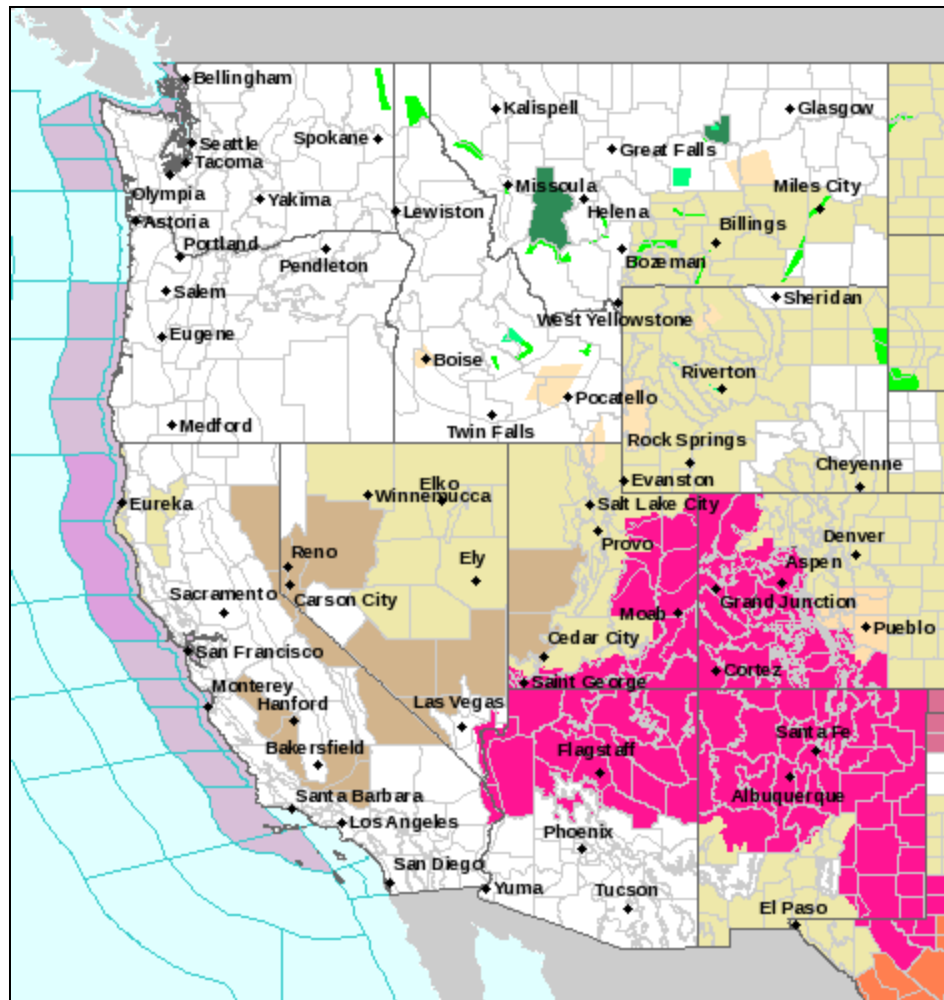 Bellingham
Kalispell
Glasgow
Seattle
Spokane
Great Falls
Tacoma
Missoula
Miles City
Olympia
Yakima
Lewiston
Helena
Astoria
Billings
Portland
Pendleton
Bozeman
Salem
Sheridan
West Yellowstone
Eugene
Boise
Riverton
Pocatello
Medford
Twin Falls
Rock Springs
Cheyenne
Elko
Evanston
Winnemucca
Eureka
Salt Lake City
Denver
Provo
Reno
Ely
Aspen
Sacramento
Carson City
Grand Junction
Moab
Pueblo
Cedar City
San Francisco
Cortez
Saint George
Monterey
Hanford
Las Vegas
Santa Fe
Bakersfield
Flagstaff
Albuquerque
Santa Barbara
Los Angeles
Phoenix
San Diego
Yuma
Tucson
El Paso